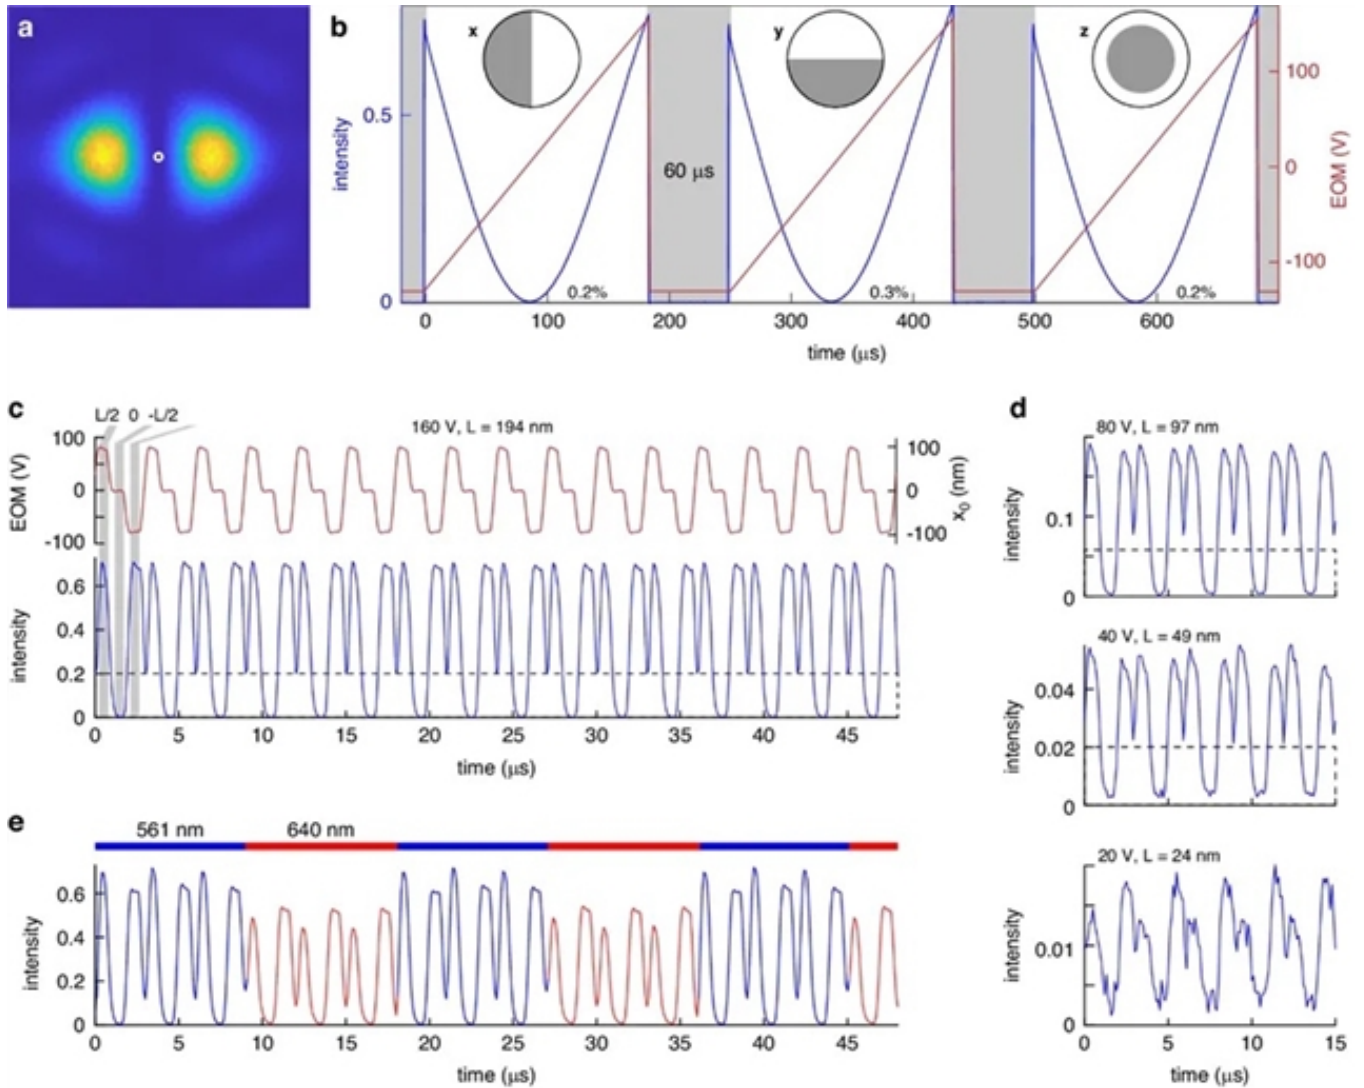 a
b
x
y
z
intensity
0.5
0
60 μs
0.2%
0.3%
0.2%
100
0
-100
EOM (V)
0 100 200 300 400 500 600
time (μs)
c
L/2 0 -L/2
160 V, L = 194 nm
EOM (V)
100
0
-100
100
0
-100
x0 (nm)
intensity
0.6
0.4
0.2
0
0 5 10 15 20 25 30 35 40 45
time (μs)
d
80 V, L = 97 nm
intensity
0.1
0
40 V, L = 49 nm
intensity
0.04
0.02
0
20 V, L = 24 nm
intensity
0.01
0
0 5 10 15
time (μs)
e
561 nm 640 nm
intensity
0.6
0.4
0.2
0
0 5 10 15 20 25 30 35 40 45
time (μs)